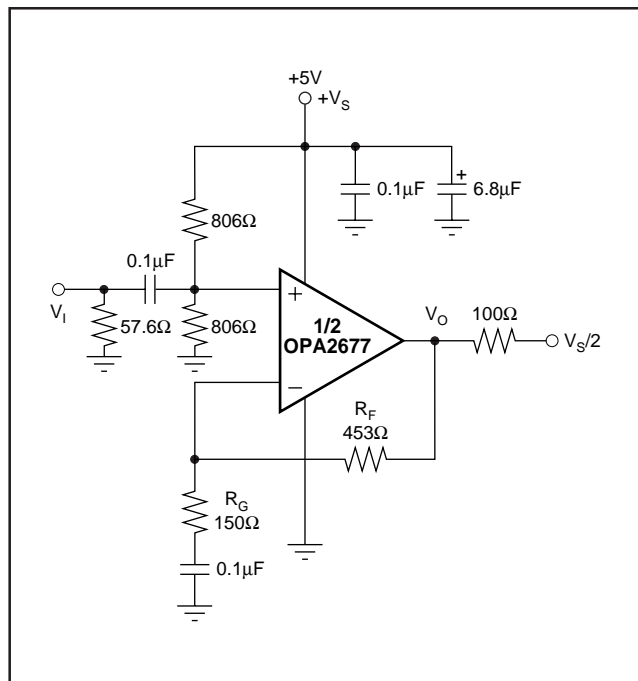 +5V
+V_S
0.1μF
6.8μF
806Ω
0.1μF
V_I
57.6Ω
806Ω
+
1/2
OPA2677
−
V_O
100Ω
V_S/2
R_F
453Ω
R_G
150Ω
0.1μF
+